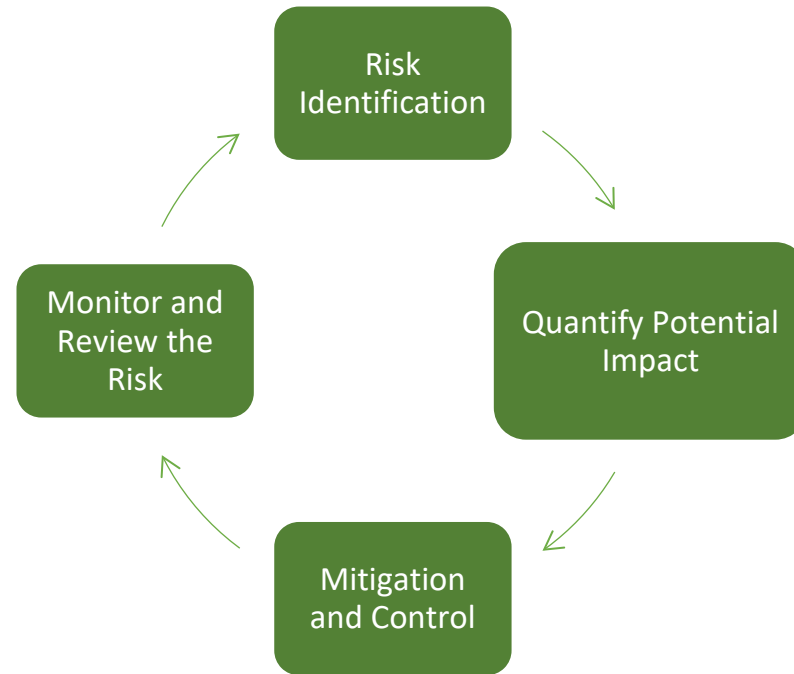 Risk
Identification
Quantify Potential
Impact
Mitigation
and Control
Monitor and
Review the
Risk